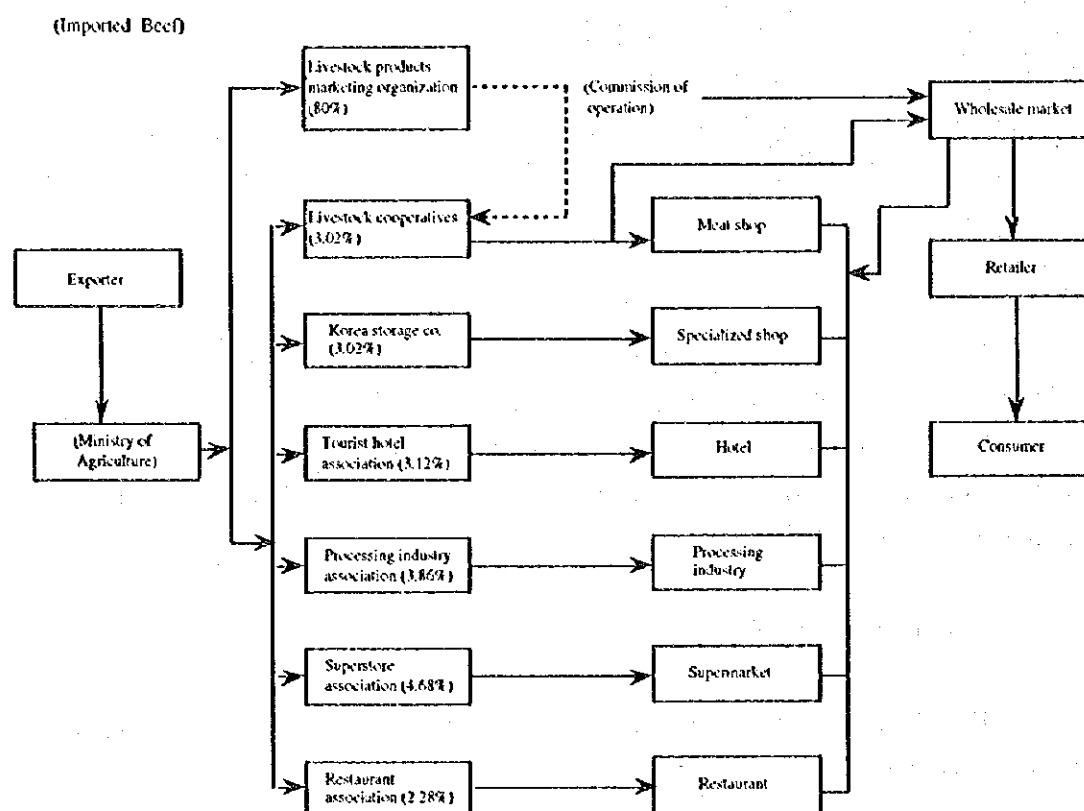 (Imported Beef)
Livestock products
marketing organization
(80%)
(Commission of
operation)
Wholesale market
Livestock cooperatives
(3.02%)
Meat shop
Exporter
Retailer
Korea storage co.
(3.02%)
Specialized shop
(Ministry of
Agriculture)
Tourist hotel
association (3.12%)
Hotel
Consumer
Processing industry
association (3.86%)
Processing
industry
Superstore
association (4.68%)
Supermarket
Restaurant
association (2.28%)
Restaurant